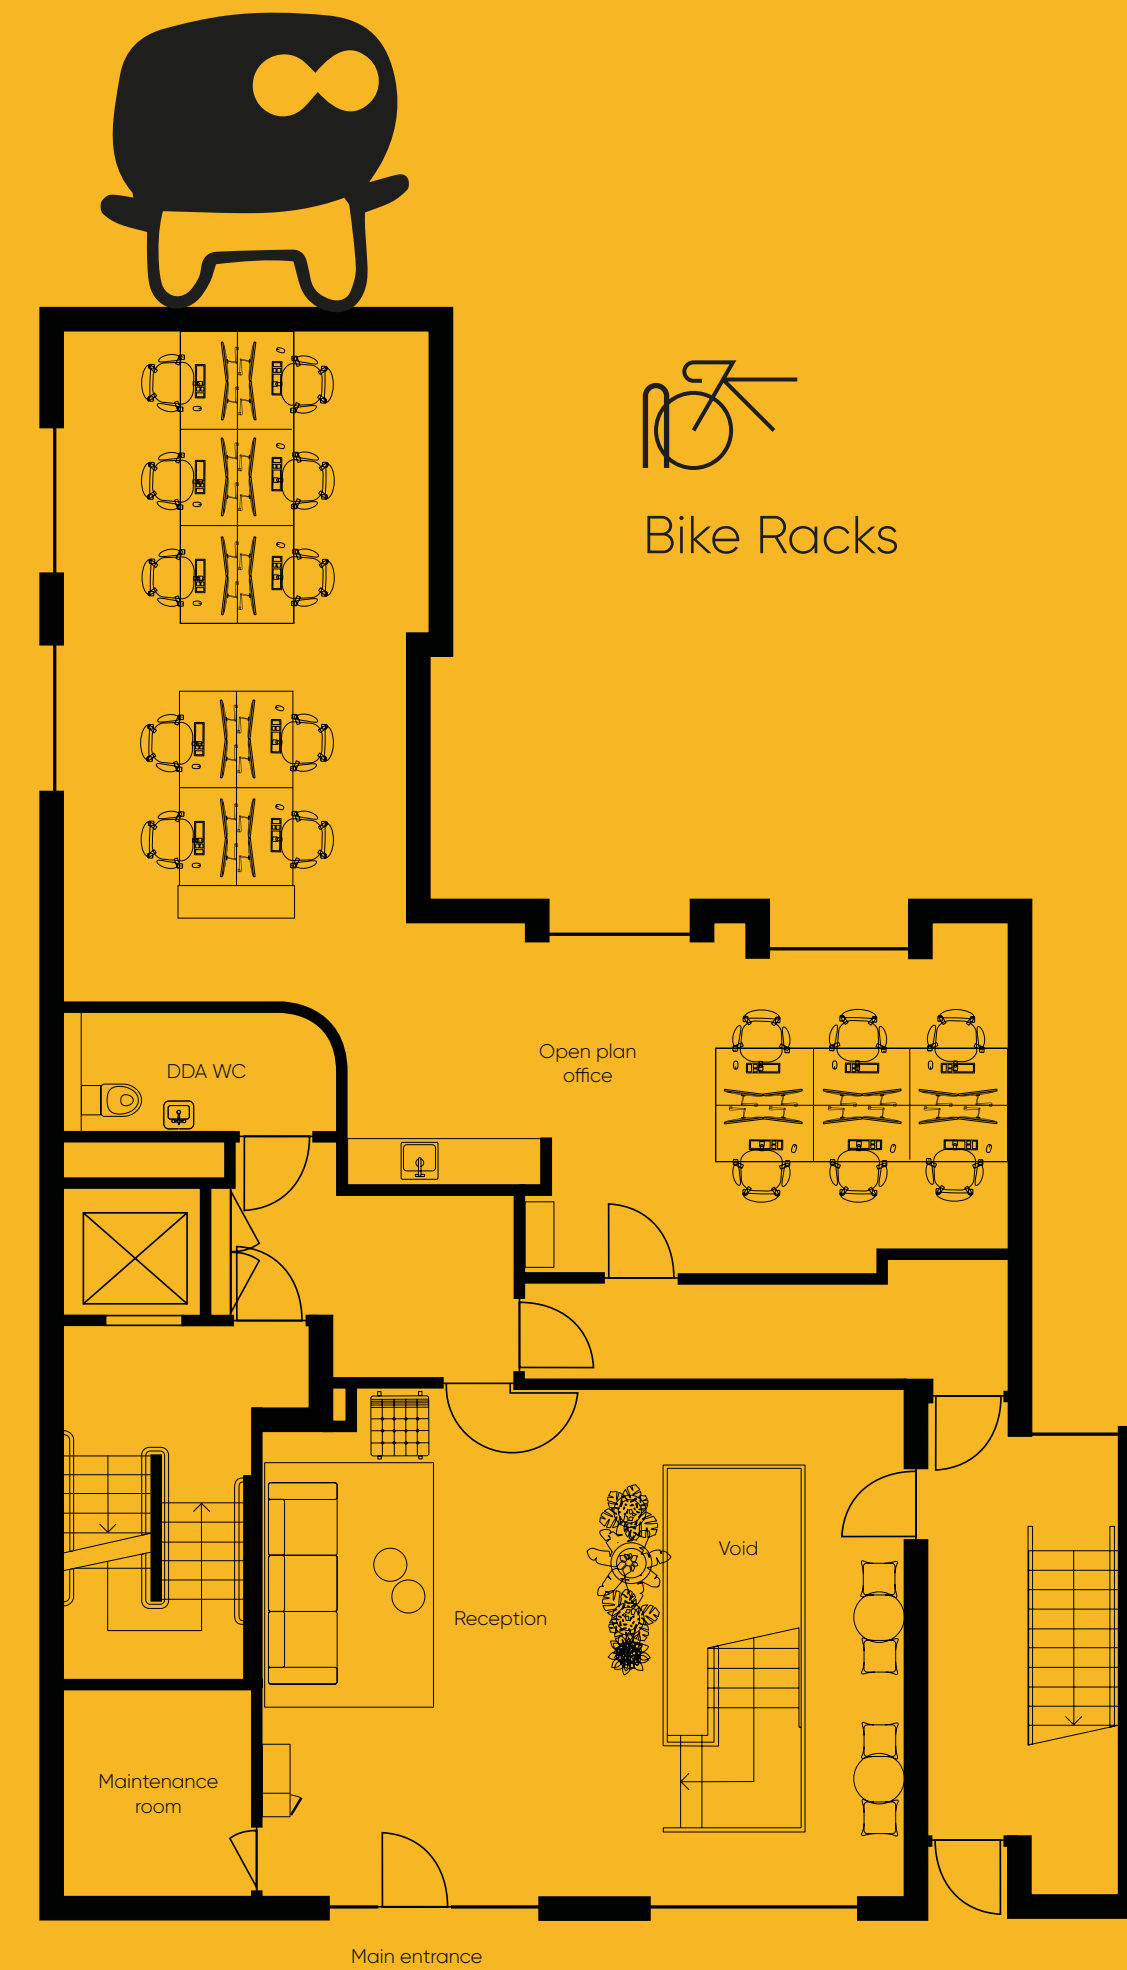 Bike Racks
DDA WC
Open plan
office
Void
Reception
Maintenance
room
Main entrance